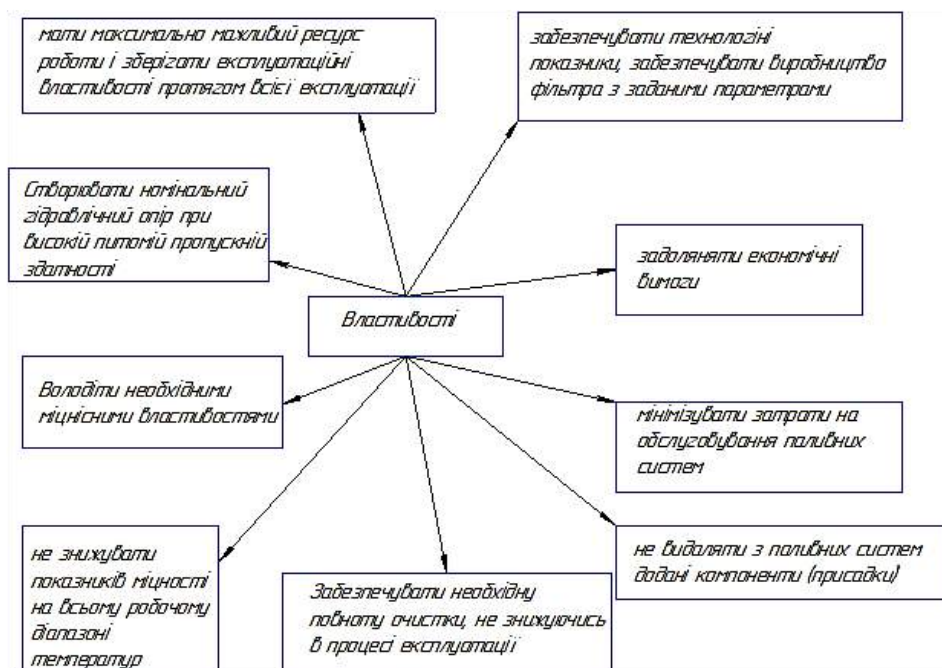 мати максимально можливий ресурс
роботи і зберігати експлуатаційні
властивості протягом всієї експлуатації
забезпечувати технологіні
показники, забезпечувати виробництво
фільтра з заданими параметрами
Створювати номінальний
гідравлічний опір при
високій питомій пропускній
здатності
задоляняти економічні
вимоги
Властивості
Володіти необхідними
міцнісними властивостями
мінімізувати затрати на
обслуговування паливних
систем
не знижувати
показників міцності
на всьому робочому
діапазоні
температур
Забезпечувати необхідну
повноту очистки, не знижуючись
в процесі експлуатації
не видаляти з паливних систем
додані компоненти (присадки)